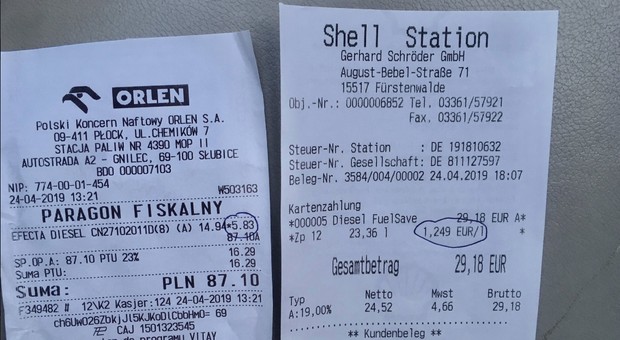 ORLEN
Polski Koncern Naftowy ORLEN S.A.
09-411 PŁOCK, UL.CHEMIKÓW 7
STACJA PALIW NR 4390 MOP II
AUTOSTRADA A2 - GNILEC, 69-100 SŁUBICE
BDO 000007103
NIP: 774-00-01-454
24-04-2019 13:21 W503163
PARAGON FISKALNY
EFECTA DIESEL CN27102011D(8) (A) 14.94*5.83
87.10A
SP.OP.A: 87.10 PTU 23% 16.29
Suma PTU: 16.29
Suma: PLN 87.10
F349482 # 12\K2 Kasjer:124 24-04-2019 13:21
CAJ 1501323545
do programu VITAY
Shell Station
Gerhard Schröder GmbH
August-Bebel-Straße 71
15517 Fürstenwalde
Obj.-Nr.: 0000006852 Tel. 03361/57921
Fax. 03361/57922
Steuer-Nr. Station : DE 191810632
Steuer-Nr. Gesellschaft: DE 811127597
Beleg-Nr. 3584/004/00002 24.04.2019 18:07
Kartenzahlung
*000005 Diesel FuelSave 29,18 EUR A*
*Zp 12 23,36 l 1,249 EUR/l *
Gesamtbetrag 29,18 EUR
Typ Netto Mwst Brutto
A:19,00% 24,52 4,66 29,18
** Kundenbeleg **